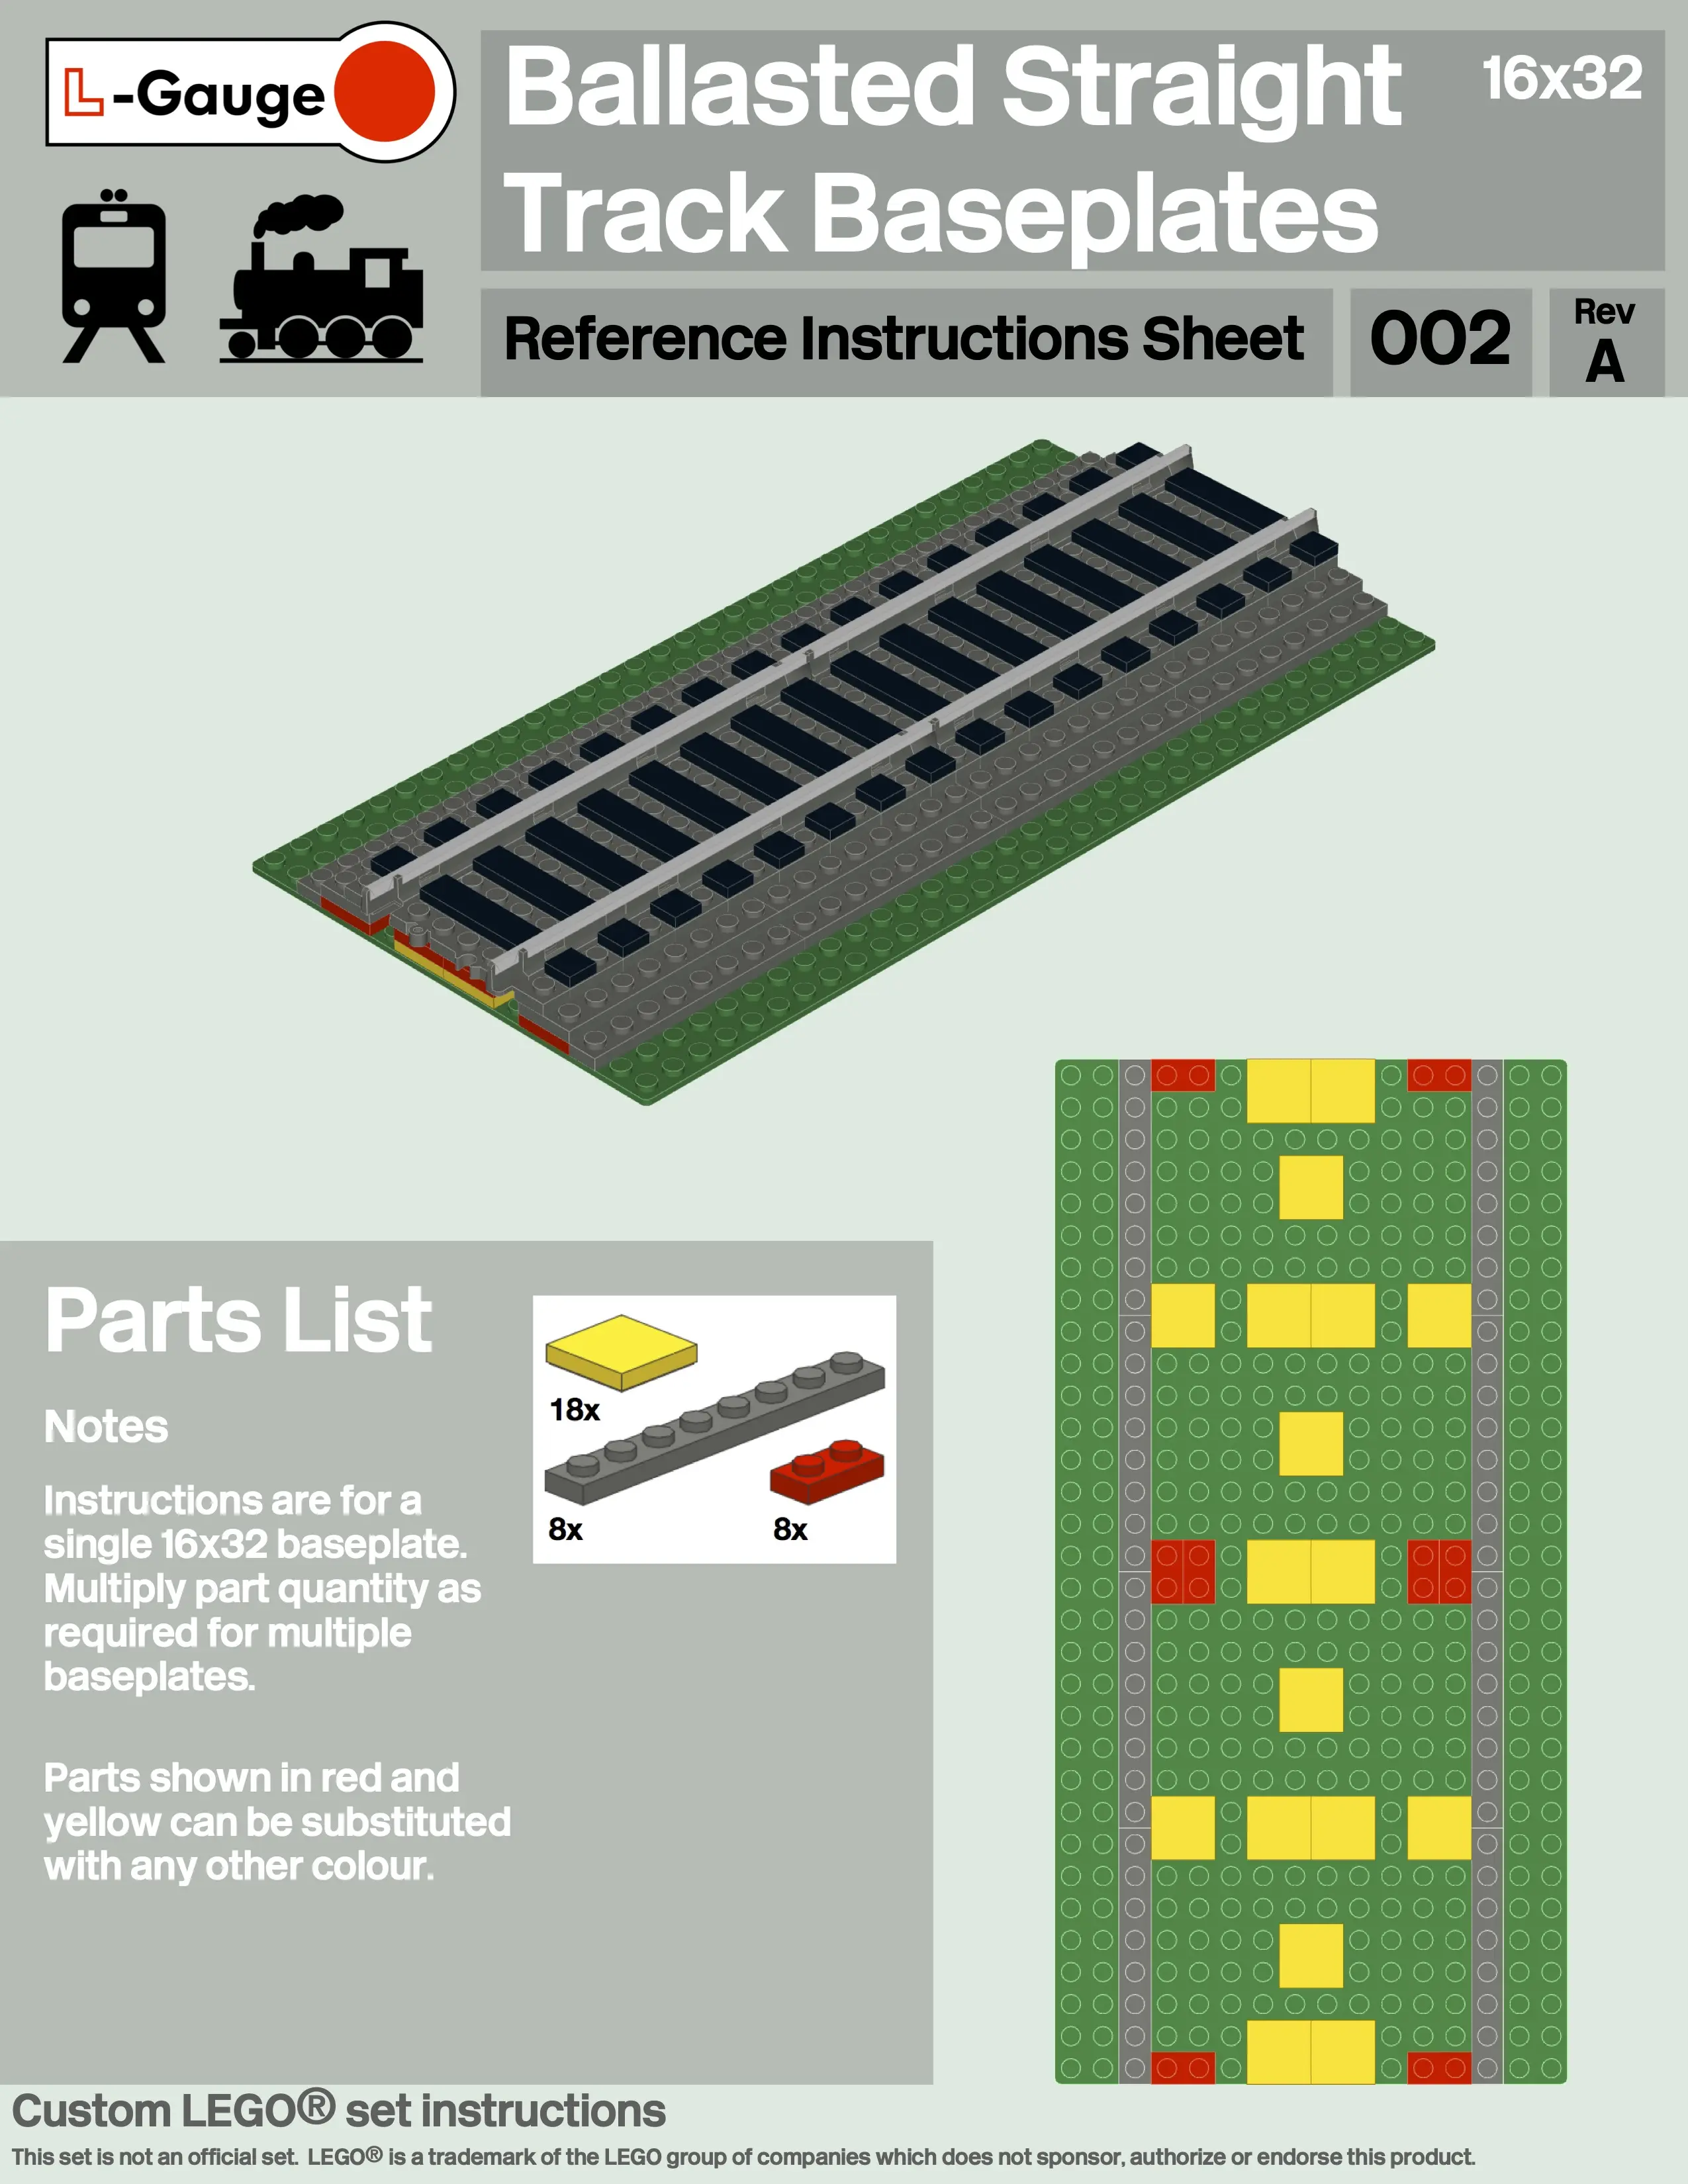 L-Gauge
Ballasted Straight
Track Baseplates
16x32
Reference Instructions Sheet
002
Rev
A
Parts List
Notes
Instructions are for a
single 16x32 baseplate.
Multiply part quantity as
required for multiple
baseplates.
Parts shown in red and
yellow can be substituted
with any other colour.
18x
8x
8x
Custom LEGO® set instructions
This set is not an official set. LEGO® is a trademark of the LEGO group of companies which does not sponsor, authorize or endorse this product.